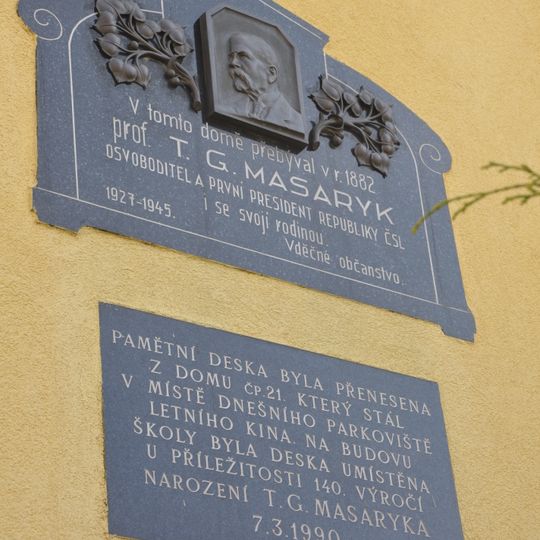 V tomto domě přebýval v r. 1882
prof. T. G. MASARYK
OSVOBODITEL A PRVNÍ PRESIDENT REPUBLIKY ČSL.
1927-1945. i se svojí rodinou.
Vděčné občanstvo.
PAMĚTNÍ DESKA BYLA PŘENESENA
Z DOMU ČP. 21. KTERÝ STÁL
V MÍSTĚ DNEŠNÍHO PARKOVIŠTĚ
LETNÍHO KINA. NA BUDOVU
ŠKOLY BYLA DESKA UMÍSTĚNA
U PŘÍLEŽITOSTI 140. VÝROČÍ
NAROZENÍ T. G. MASARYKA
7.3.1990